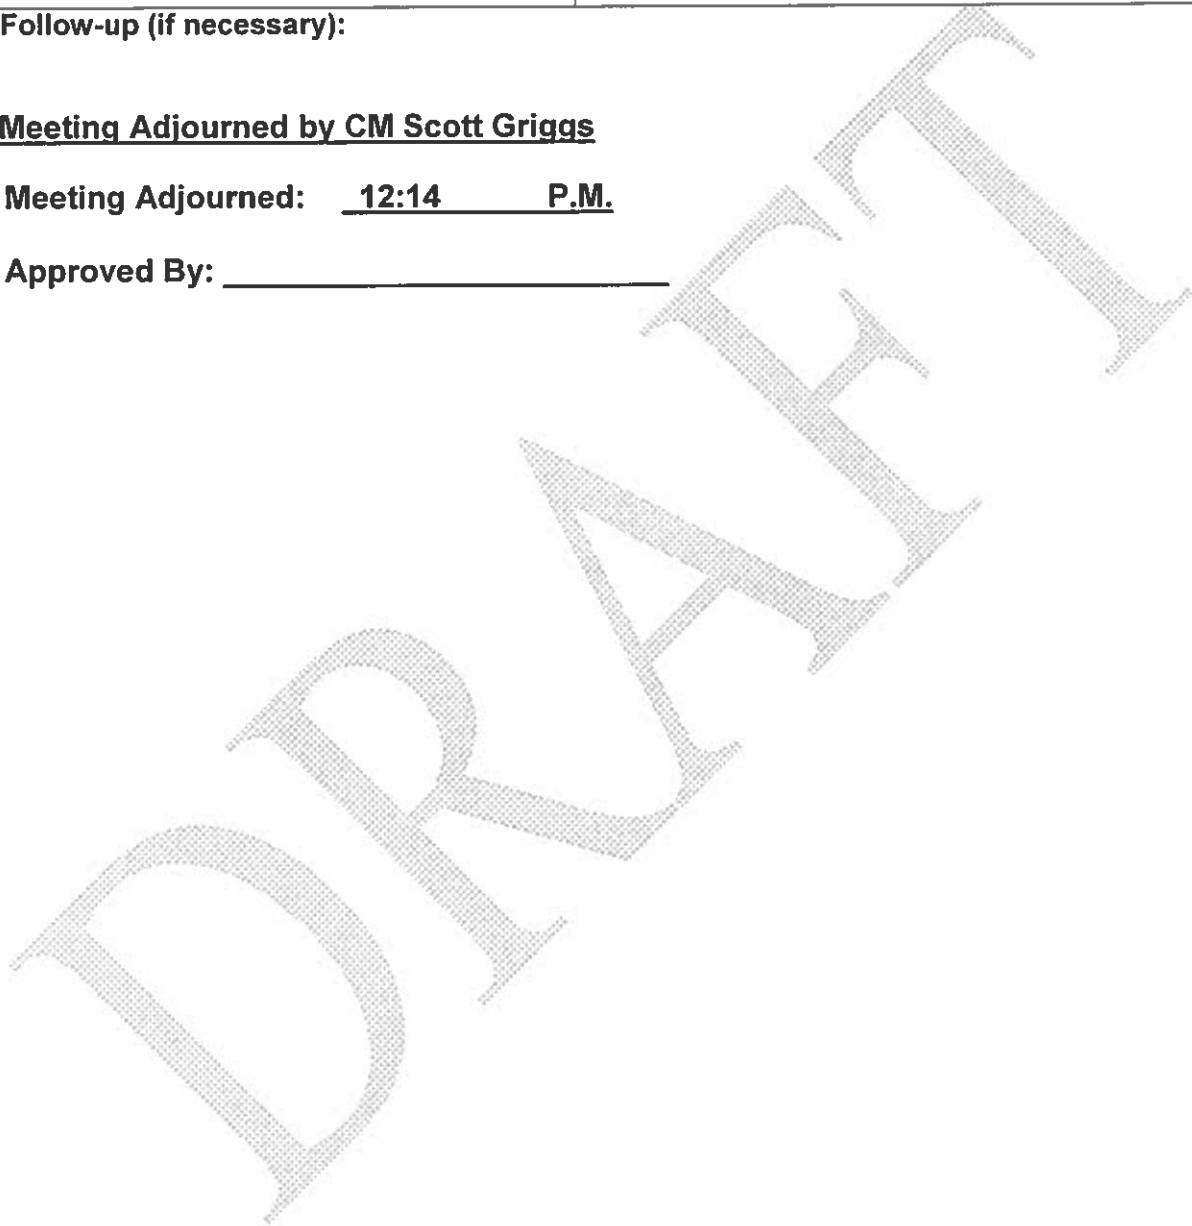 Follow-up (if necessary):
Meeting Adjourned by CM Scott Griggs
Meeting Adjourned: 12:14 P.M.
Approved By:
DRAFT